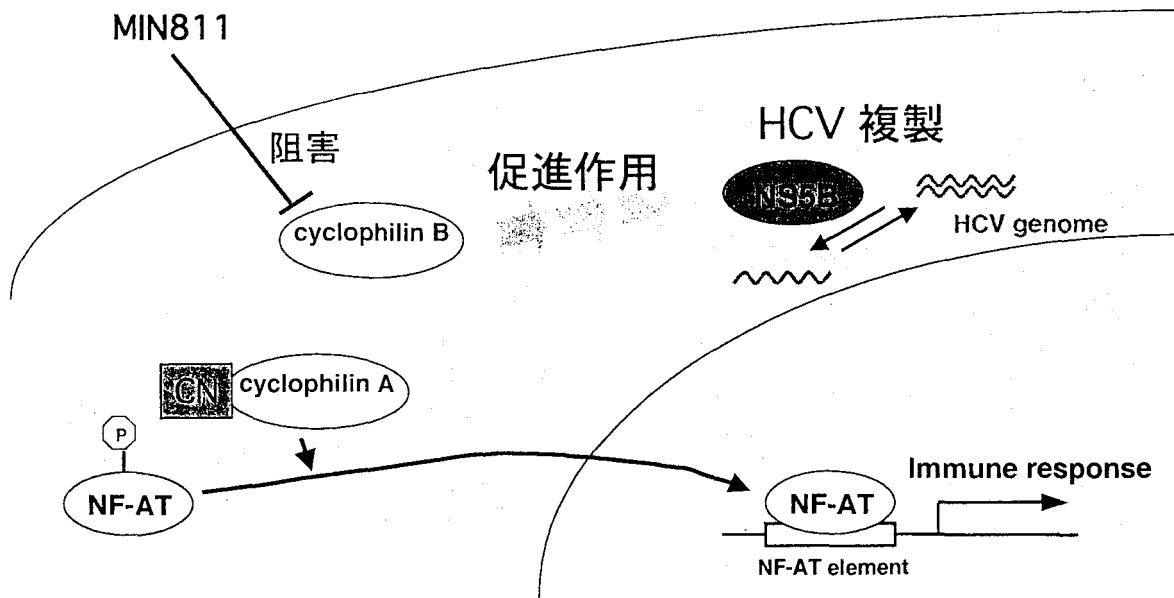 MIN811
阻害
促進作用
HCV 複製
NS5B
cyclophilin B
HCV genome
CN
cyclophilin A
P
NF-AT
NF-AT
Immune response
NF-AT element